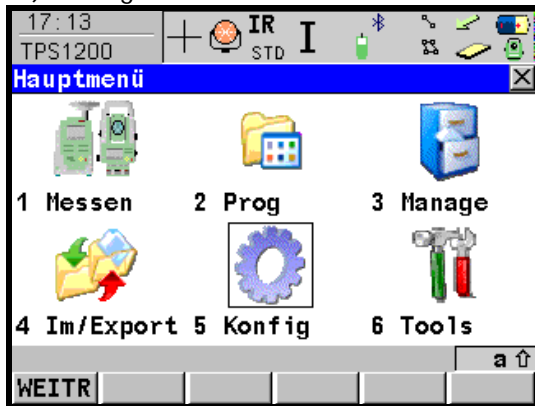 17:13
TPS1200
IR
STD
I
Hauptmenü
1 Messen
2 Prog
3 Manage
4 Im/Export
5 Konfig
6 Tools
a
WEITR